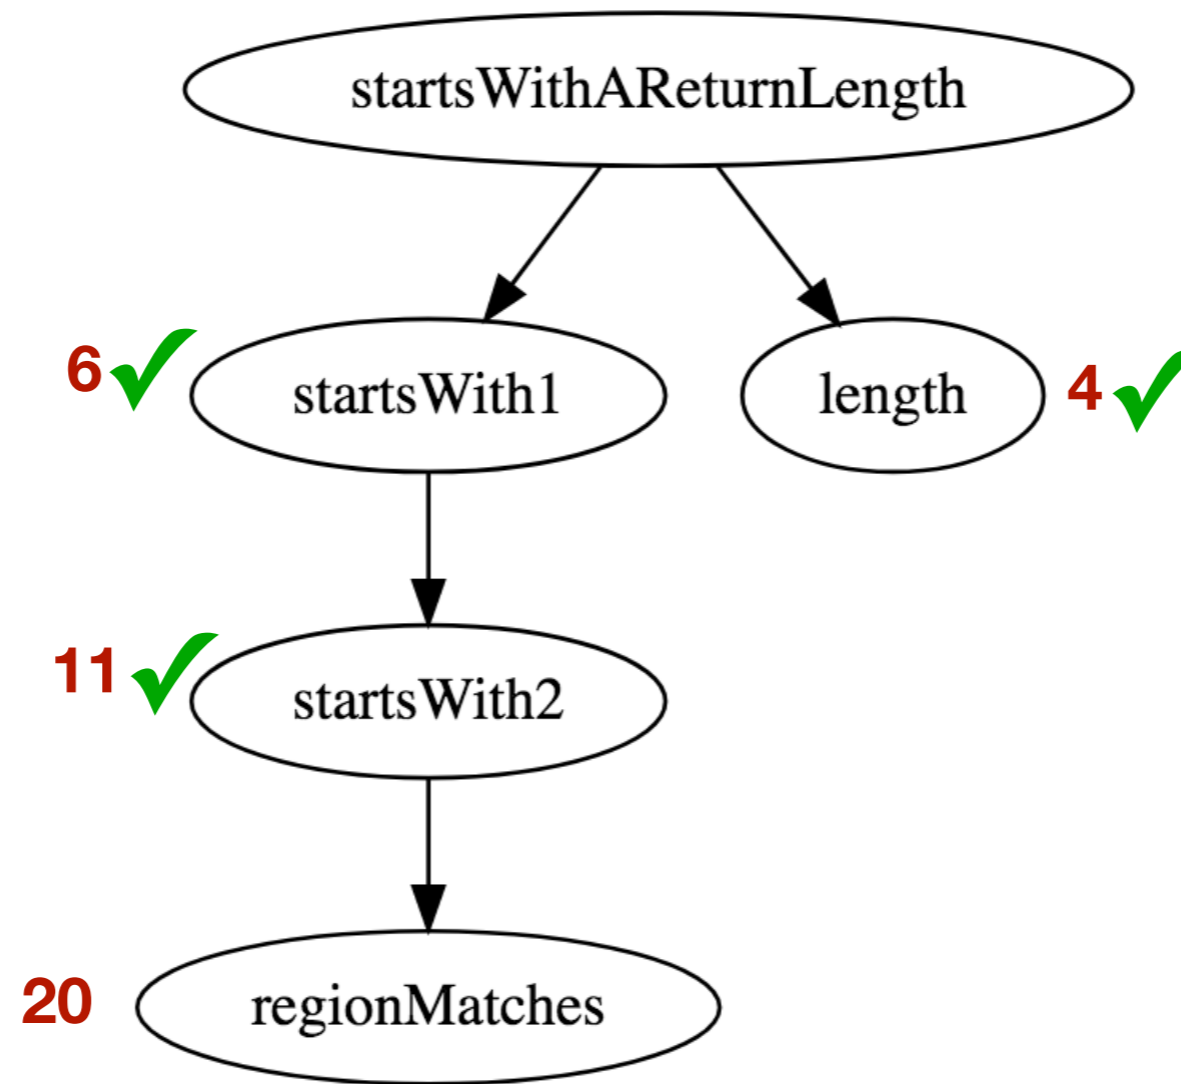 startsWithAReturnLength
6 ✓
startsWith1
length
4 ✓
11 ✓
startsWith2
20
regionMatches